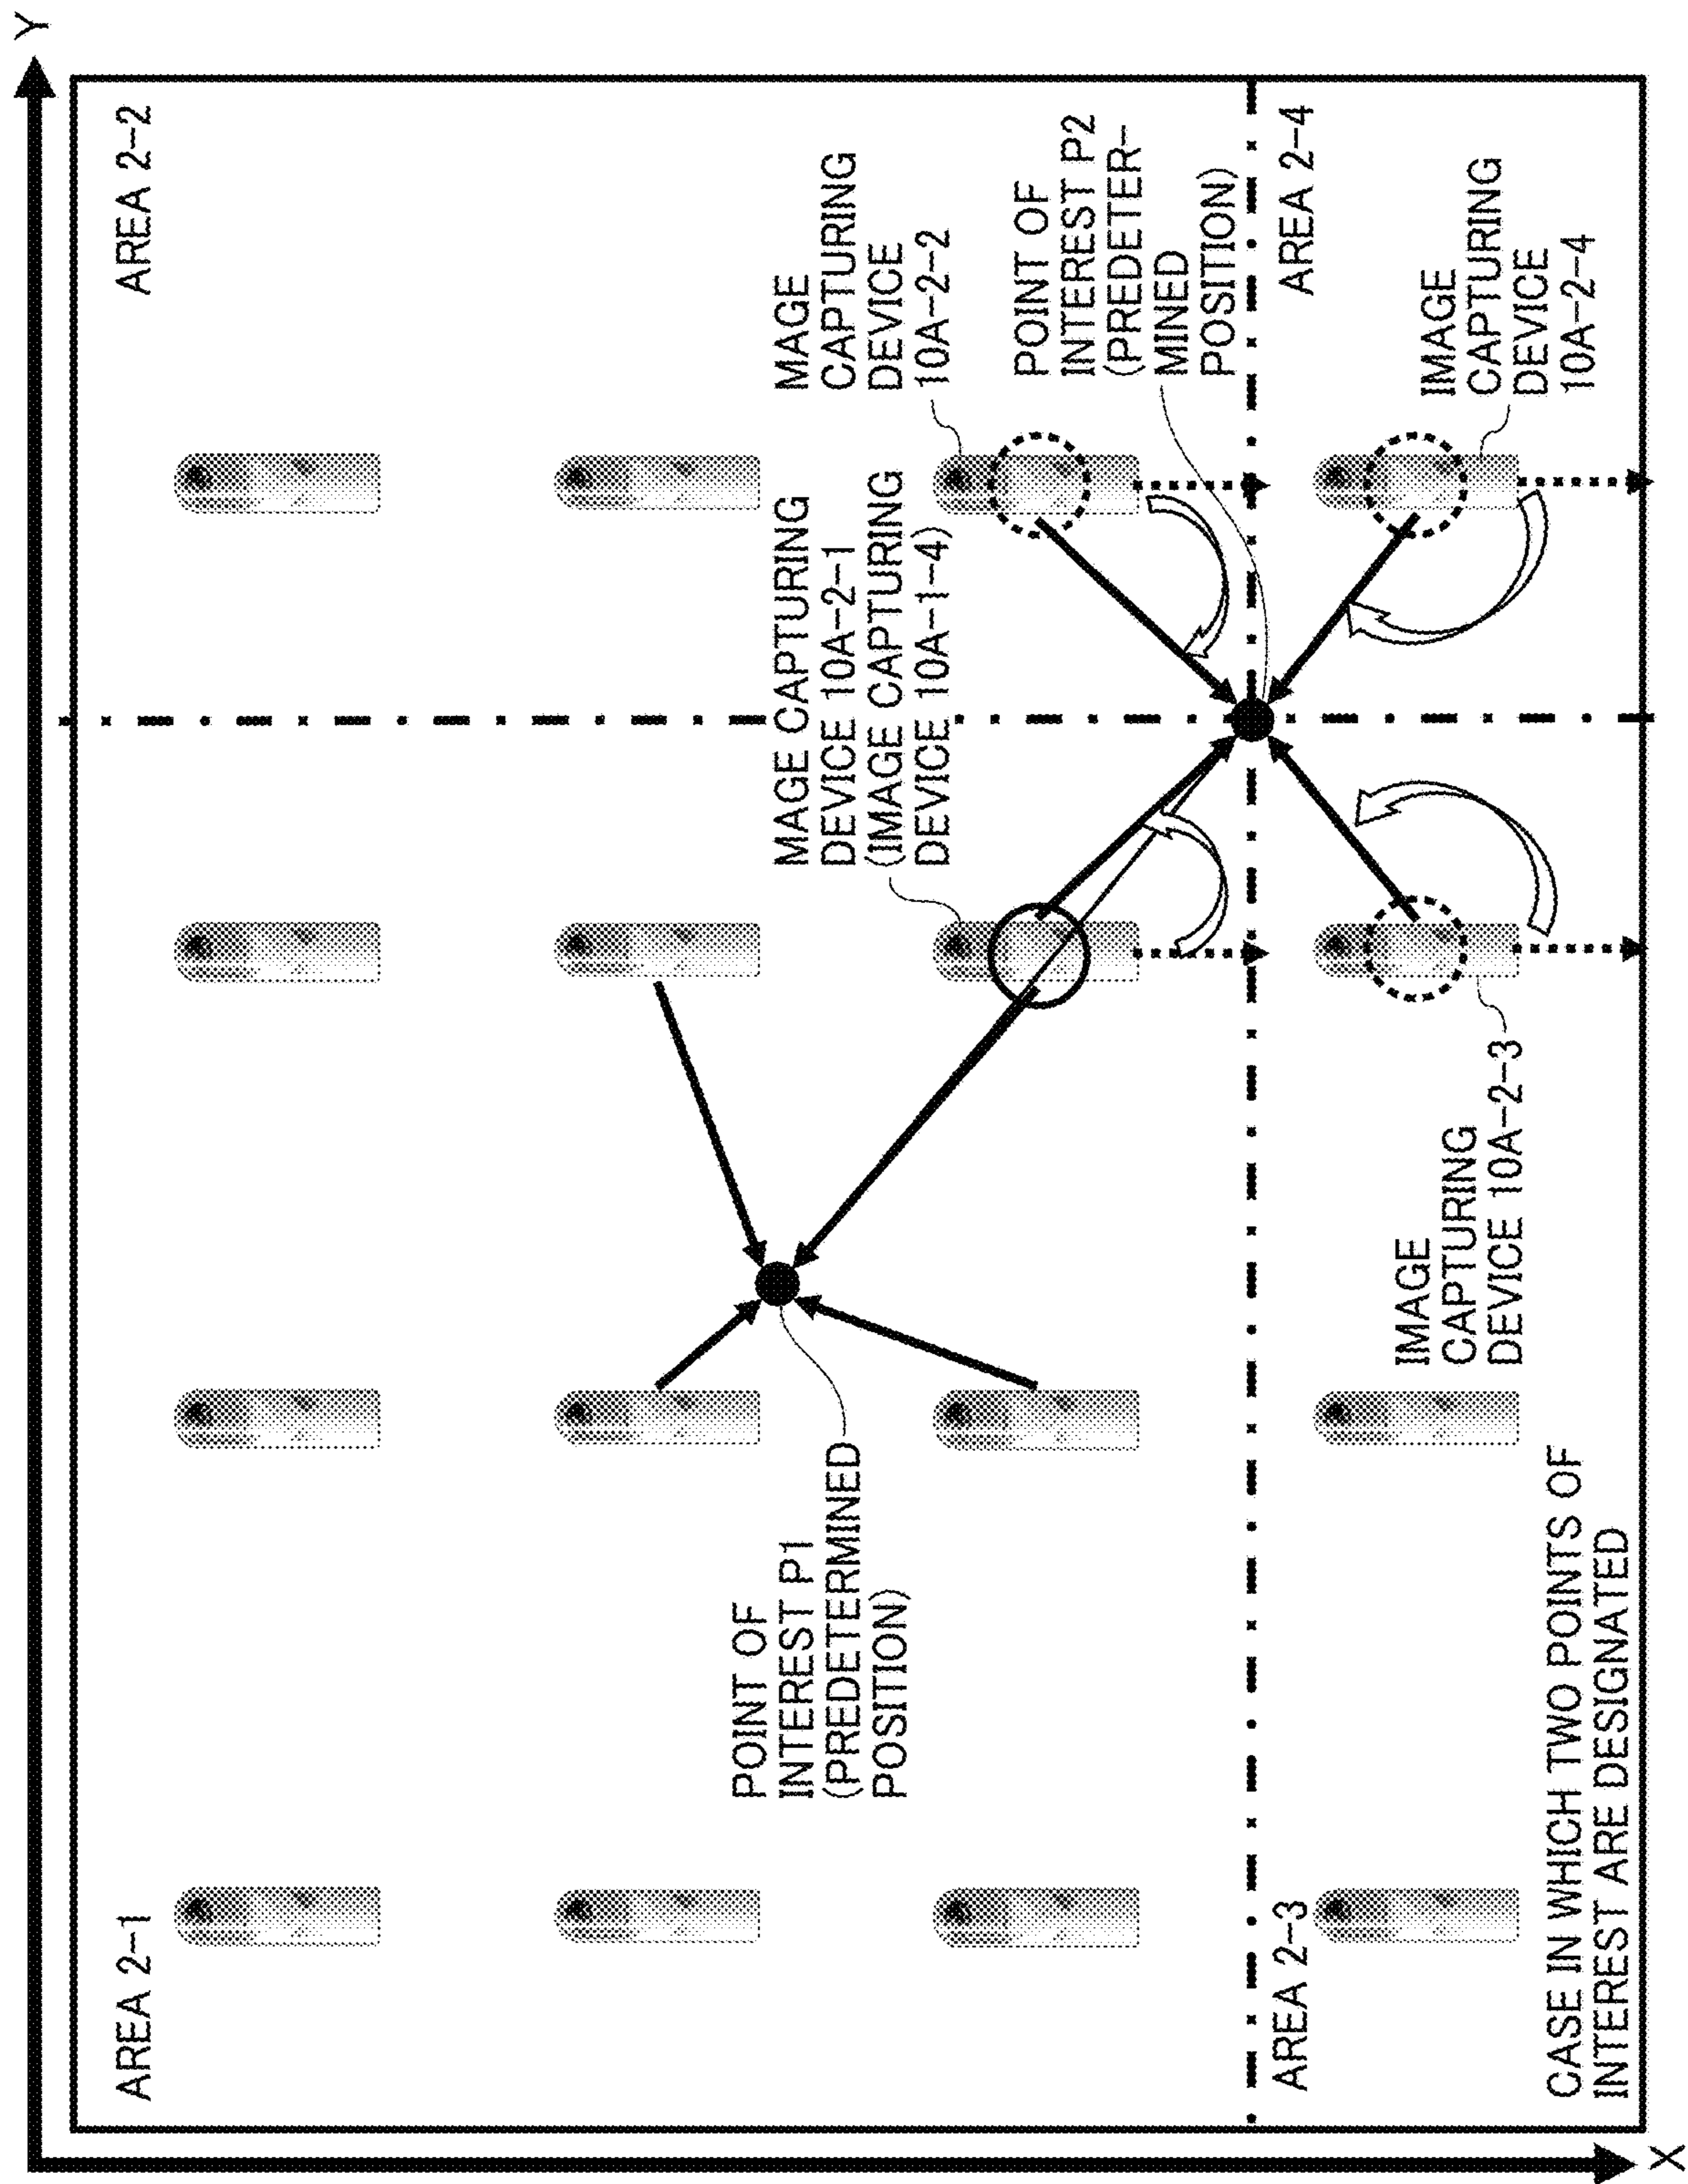 Y
X
AREA 2-1
AREA 2-2
IMAGE CAPTURING
DEVICE 10A-2-1
(IMAGE CAPTURING
DEVICE 10A-1-4)
IMAGE
CAPTURING
DEVICE
10A-2-2
POINT OF
INTEREST P1
(PREDETERMINED
POSITION)
POINT OF
INTEREST P2
(PREDETER-
MINED
POSITION)
AREA 2-3
AREA 2-4
IMAGE
CAPTURING
DEVICE 10A-2-3
IMAGE
CAPTURING
DEVICE
10A-2-4
CASE IN WHICH TWO POINTS OF
INTEREST ARE DESIGNATED